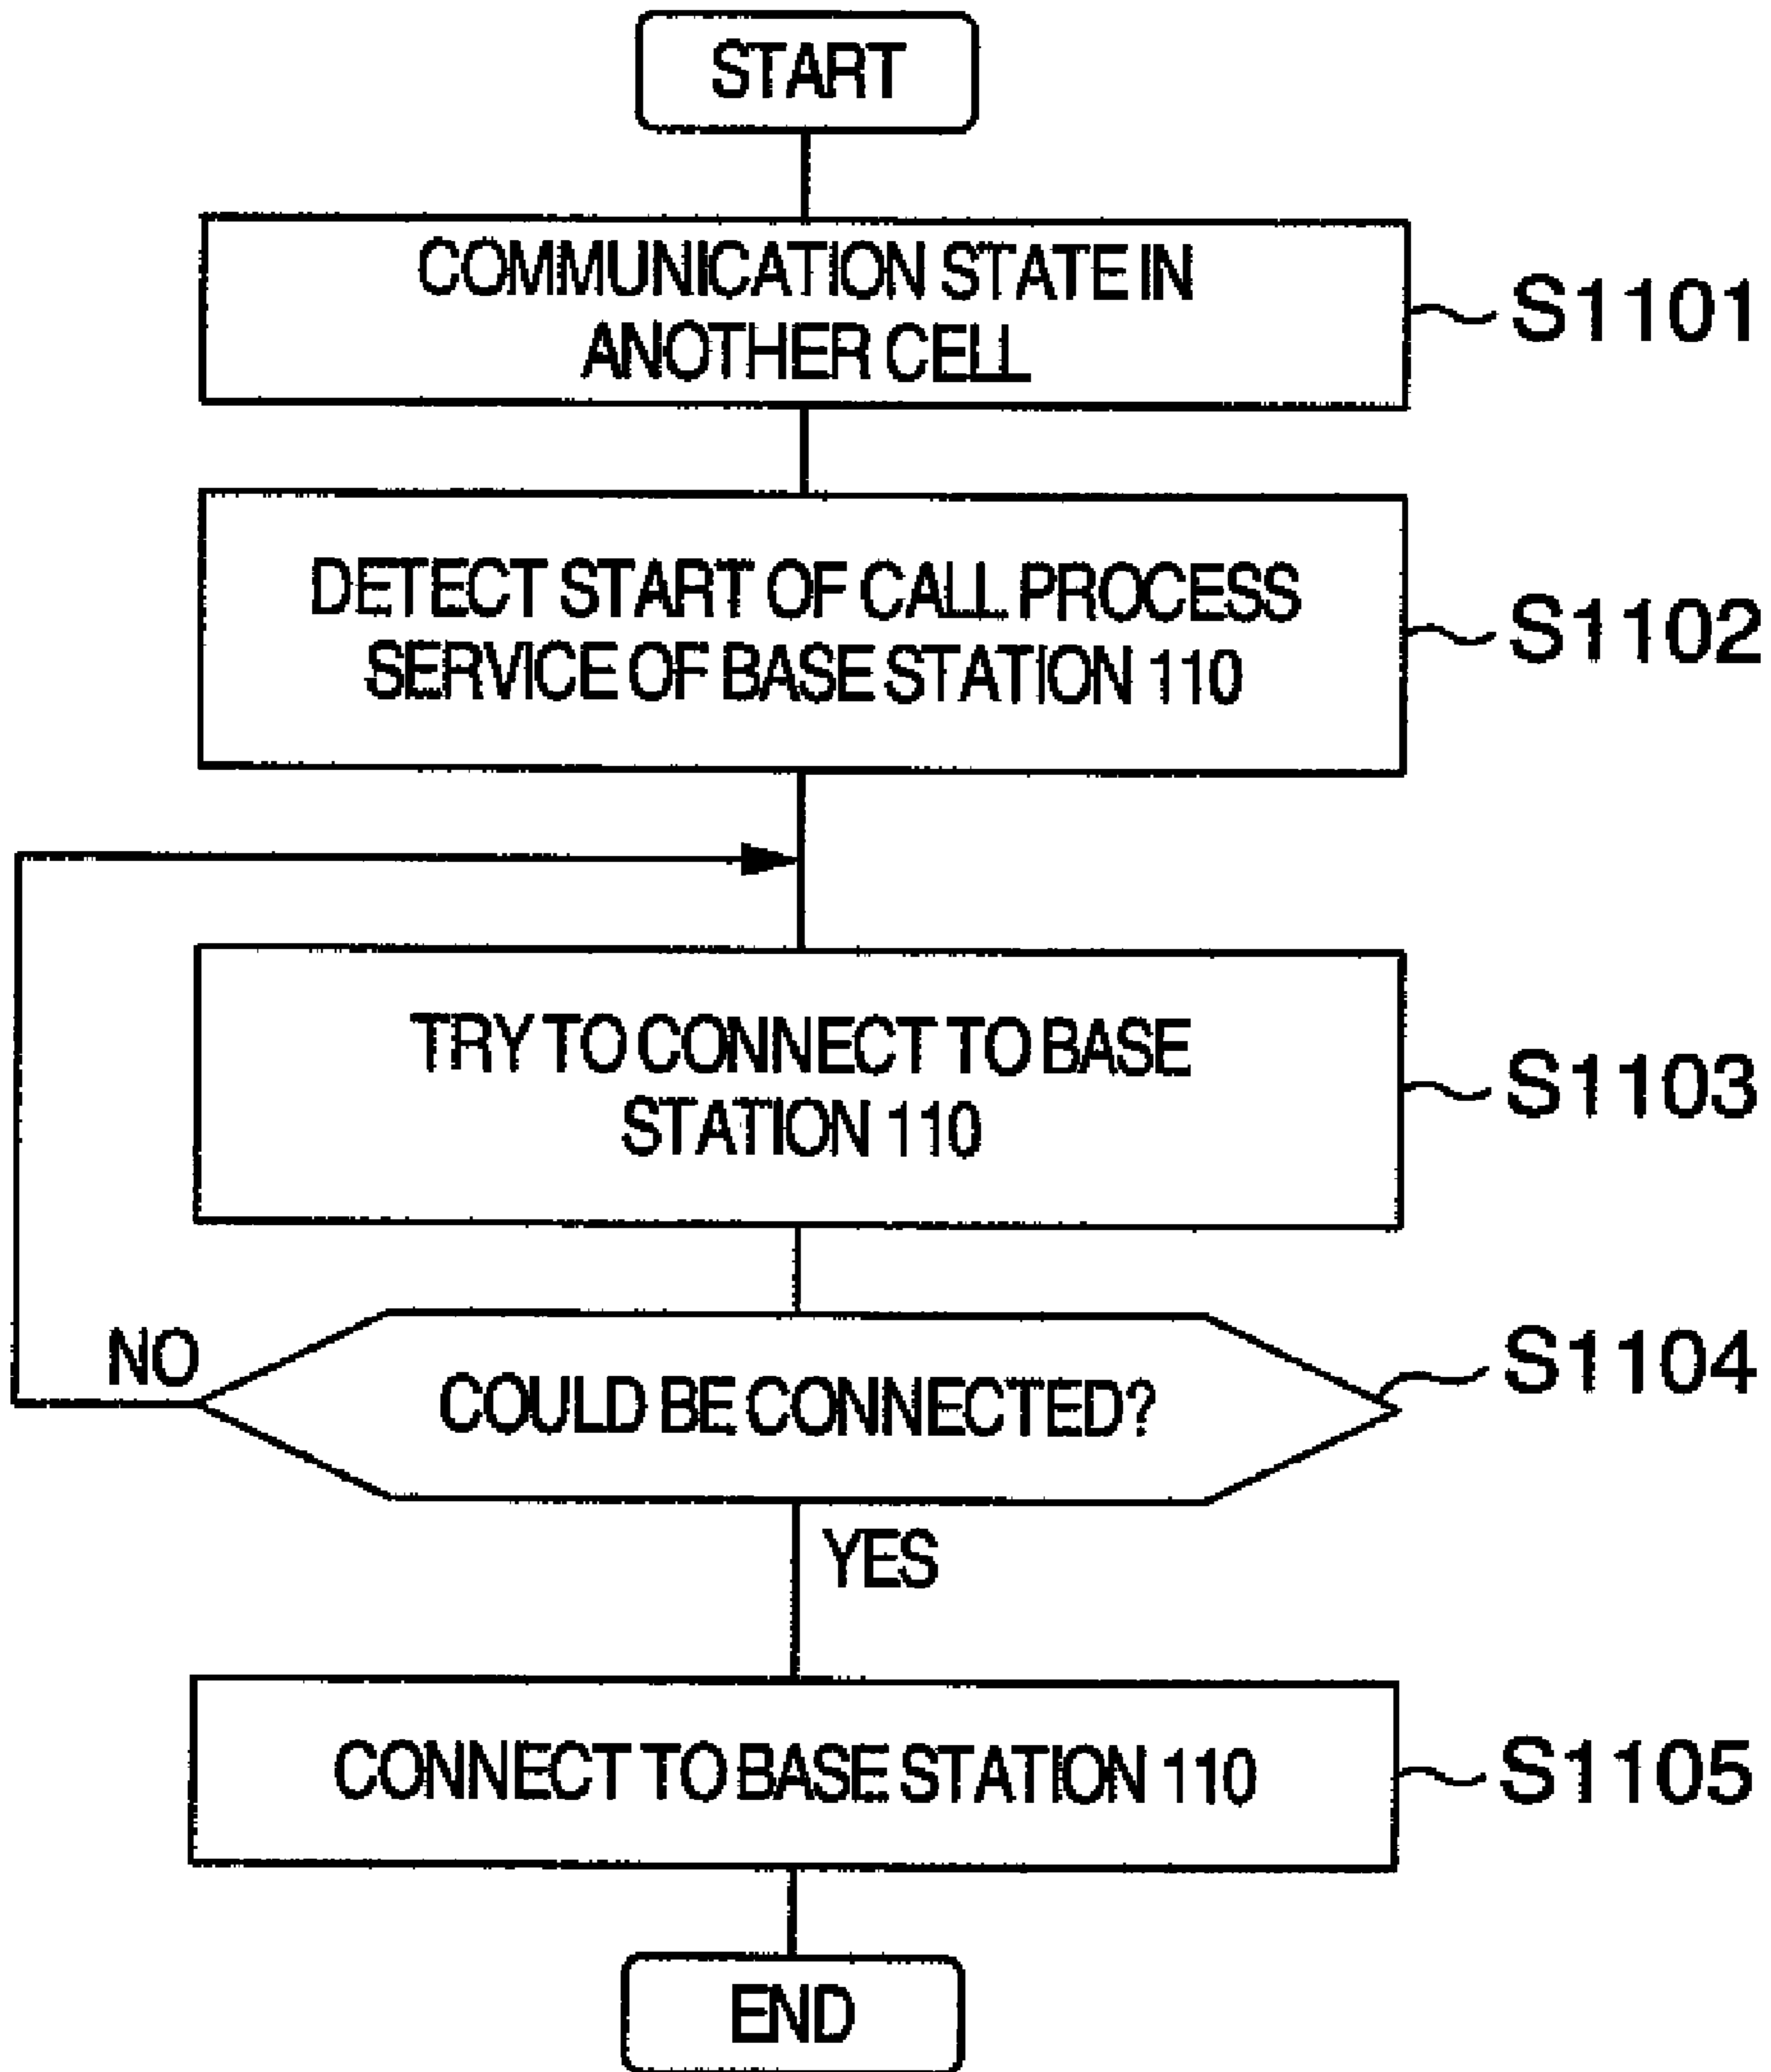 START
COMMUNICATION STATE IN
ANOTHER CELL
S1101
DETECT START OF CALL PROCESS
SERVICE OF BASE STATION 110
S1102
TRY TO CONNECT TO BASE
STATION 110
S1103
NO
COULD BE CONNECTED?
S1104
YES
CONNECT TO BASE STATION 110
S1105
END